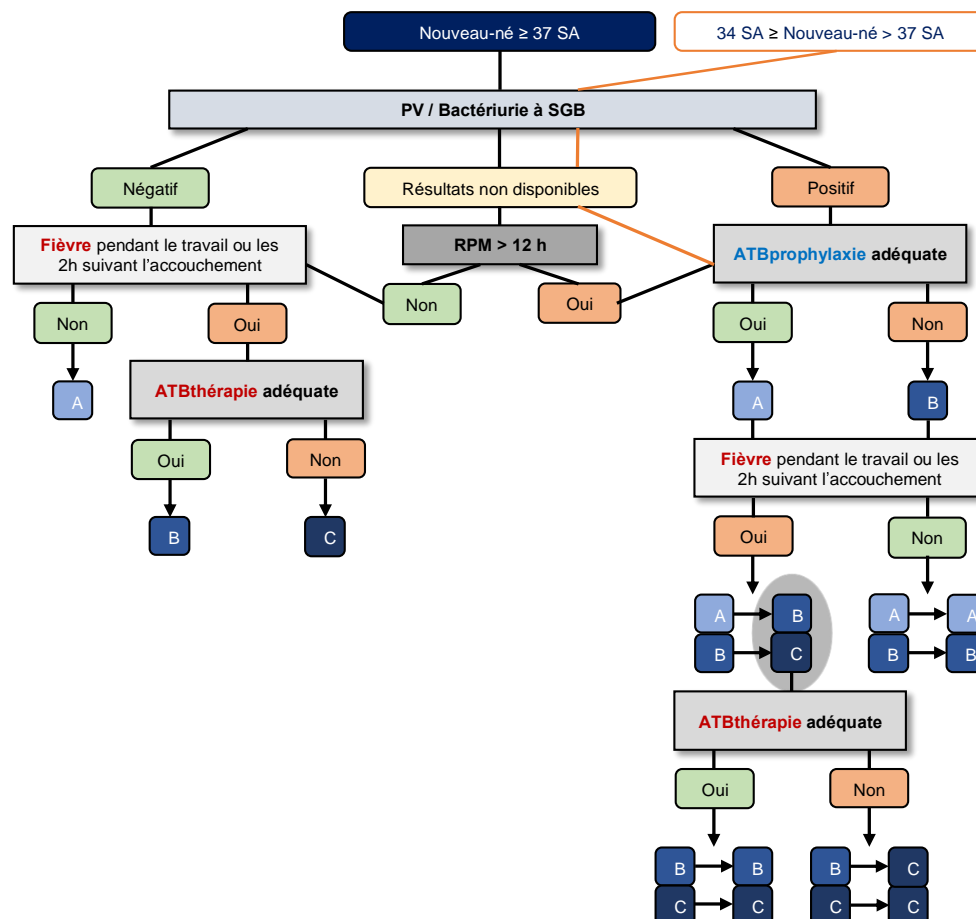 Nouveau-né ≥ 37 SA
34 SA ≥ Nouveau-né > 37 SA
PV / Bactériurie à SGB
Négatif
Résultats non disponibles
Positif
Fièvre pendant le travail ou les
2h suivant l'accouchement
RPM > 12 h
ATBprophylaxie adéquate
Non
Oui
Non
Oui
Oui
Non
A
ATBthérapie adéquate
A
B
Oui
Non
Fièvre pendant le travail ou les
2h suivant l'accouchement
B
C
Oui
Non
A
B
A
A
B
C
B
B
ATBthérapie adéquate
Oui
Non
B
B
B
C
C
C
C
C